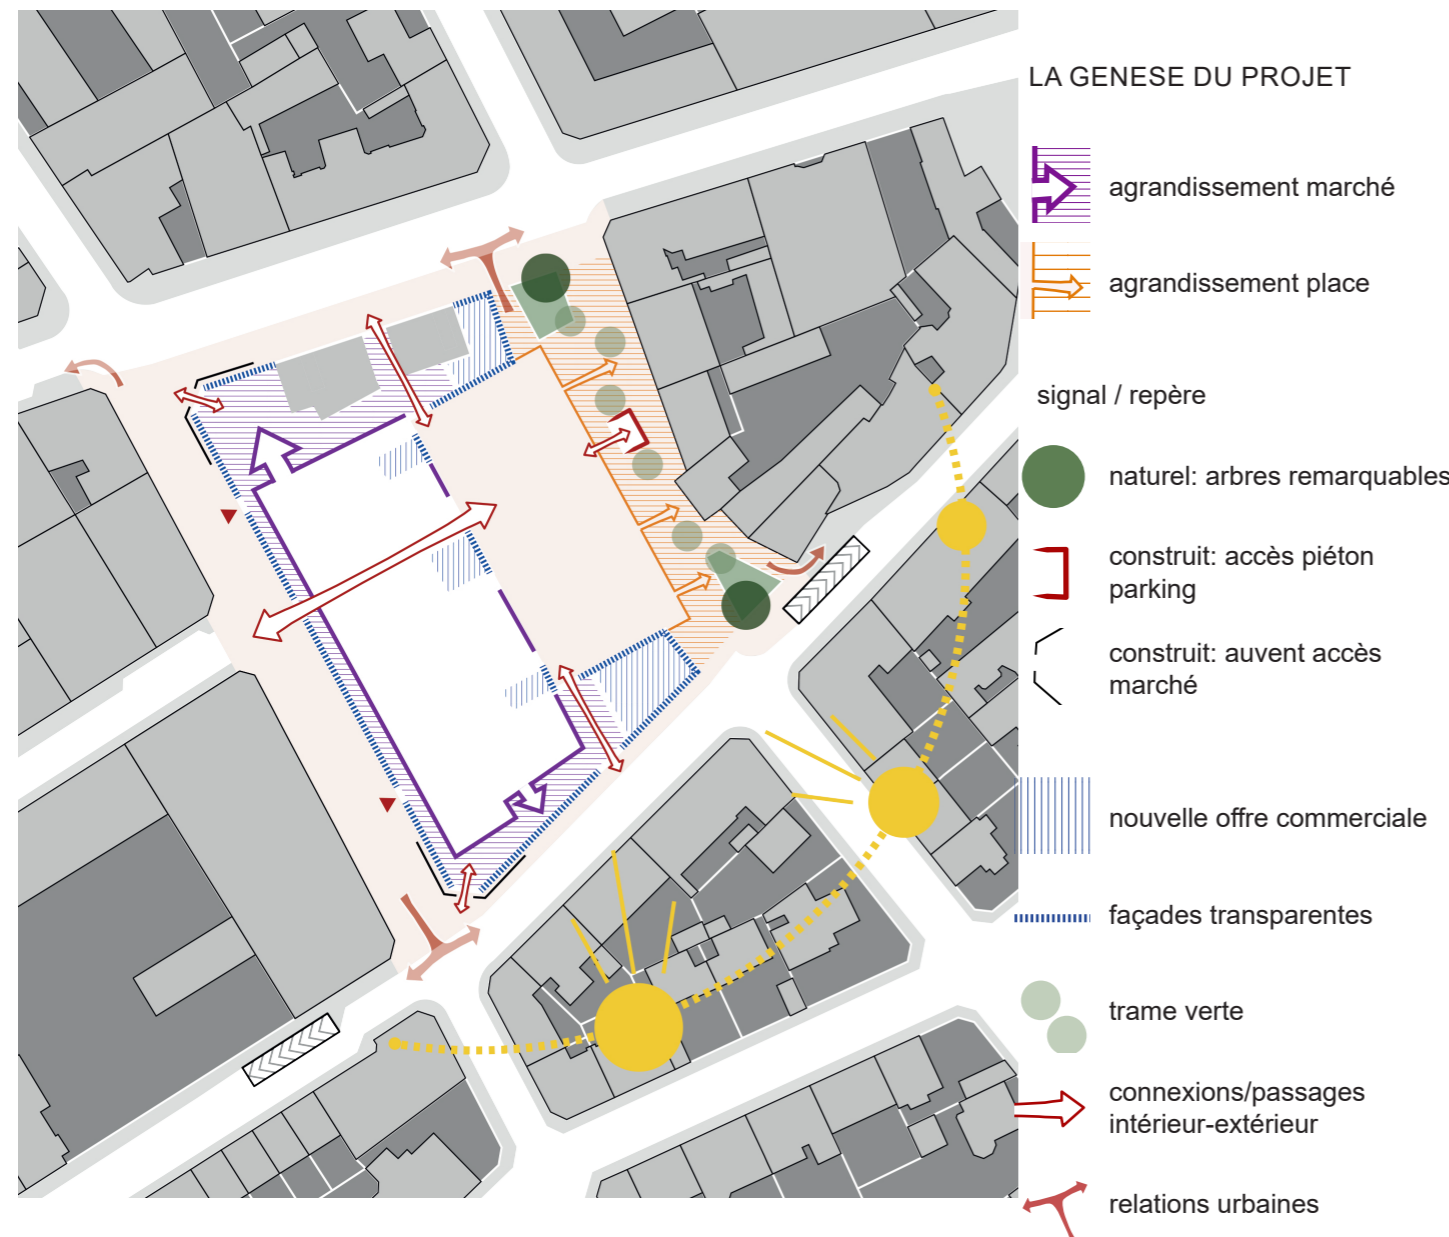 LA GENESE DU PROJET
agrandissement marché
agrandissement place
signal / repère
naturel: arbres remarquables
construit: accès piéton
parking
construit: auvent accès
marché
nouvelle offre commerciale
façades transparentes
trame verte
connexions/passages
intérieur-extérieur
relations urbaines